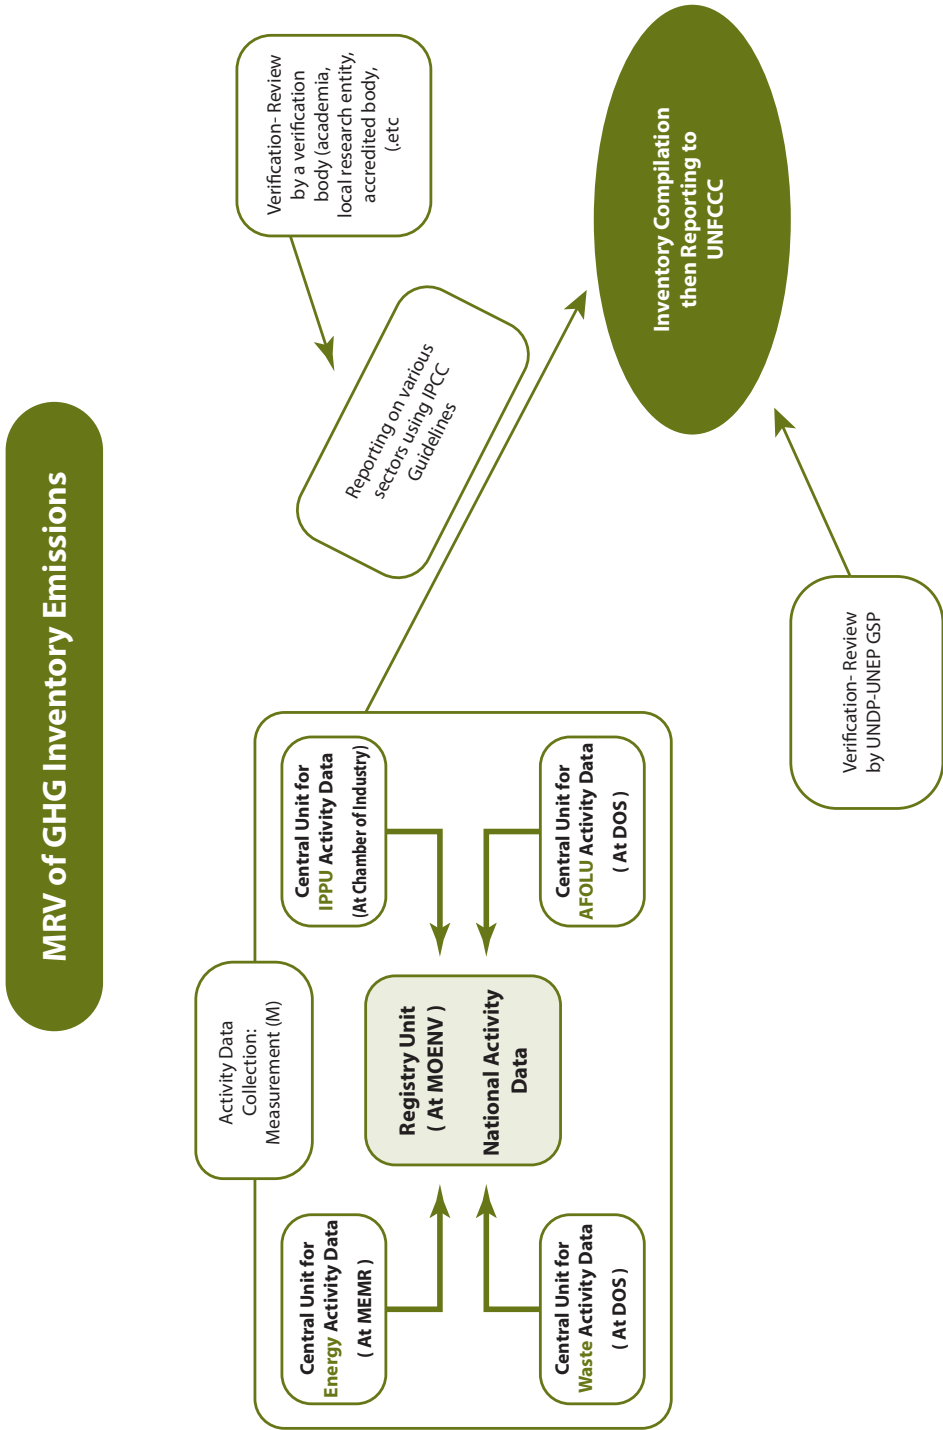 MRV of GHG Inventory Emissions
Activity Data
Collection:
Measurement (M)
Central Unit for
Energy Activity Data
( At MEMR )
Central Unit for
IPPU Activity Data
(At Chamber of Industry)
Registry Unit
( At MOENV )
National Activity
Data
Central Unit for
Waste Activity Data
( At DOS )
Central Unit for
AFOLU Activity Data
( At DOS )
Reporting on various
sectors using IPCC
Guidelines
Verification- Review
by a verification
body (academia,
local research entity,
accredited body,
(.etc
Inventory Compilation
then Reporting to
UNFCCC
Verification- Review
by UNDP-UNEP GSP